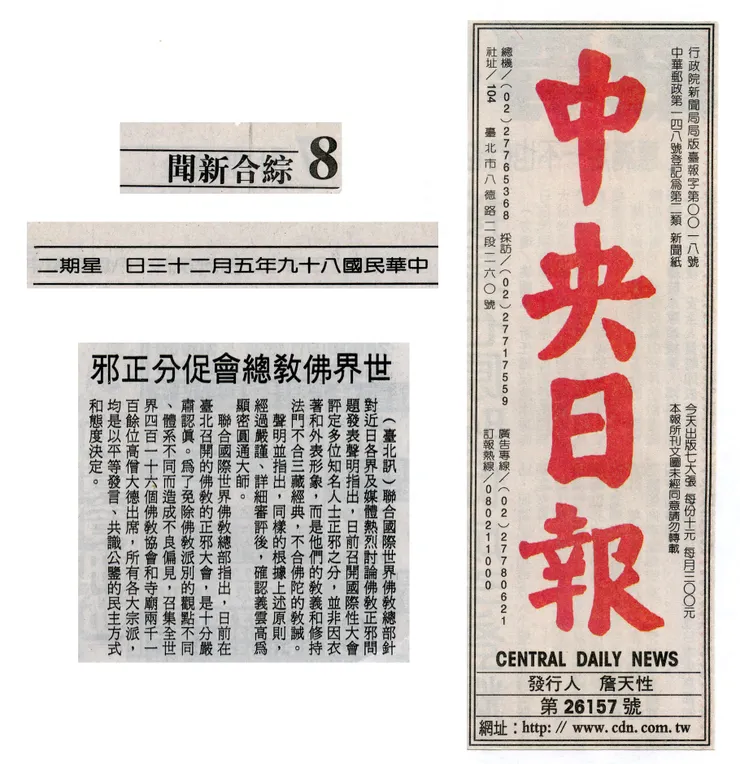 8 綜合新聞
中華民國八十九年五月二十三日 星期二
世界佛教總會促分正邪
（臺北訊）聯合國際世界佛教總部針
對近日各界及媒體熱烈討論佛教正邪問
題發表聲明指出，日前召開國際性大會
評定多位知名人士正邪之分，並非因衣
著和外表形象，而是他們的教義和修持
法門不合三藏經典，不合佛陀的教誡。
聲明並指出，同樣的根據上述原則，
經過嚴謹、詳細審評後，確認義雲高為
顯密圓通大師。
聯合國際世界佛教總部指出，日前在
臺北召開的佛教的正邪大會，是十分嚴
肅認真。為了免除佛教派別的觀點不同
、體系不同而造成不良偏見，召集全世
界四百一十六個佛教協會和寺廟兩千一
百餘位高僧大德出席，所有各大宗派，
均是以平等發言、共識公鑒的民主方式
和態度決定。
行政院新聞局局版臺報字第〇〇一八號
中華郵政第一四八號登記為第二類 新聞紙
今天出版七大張 每份十元 每月三〇〇元
本報所刊文圖未經同意請勿轉載
中央日報
總機／(02)27765368 採訪／(02)27717559 廣告專線／(02)27780621
社址／104 臺北市八德路二段二六〇號 訂報熱線／080211000
CENTRAL DAILY NEWS
發行人 詹天性
第 26157 號
網址：http: // www. cdn. com. tw